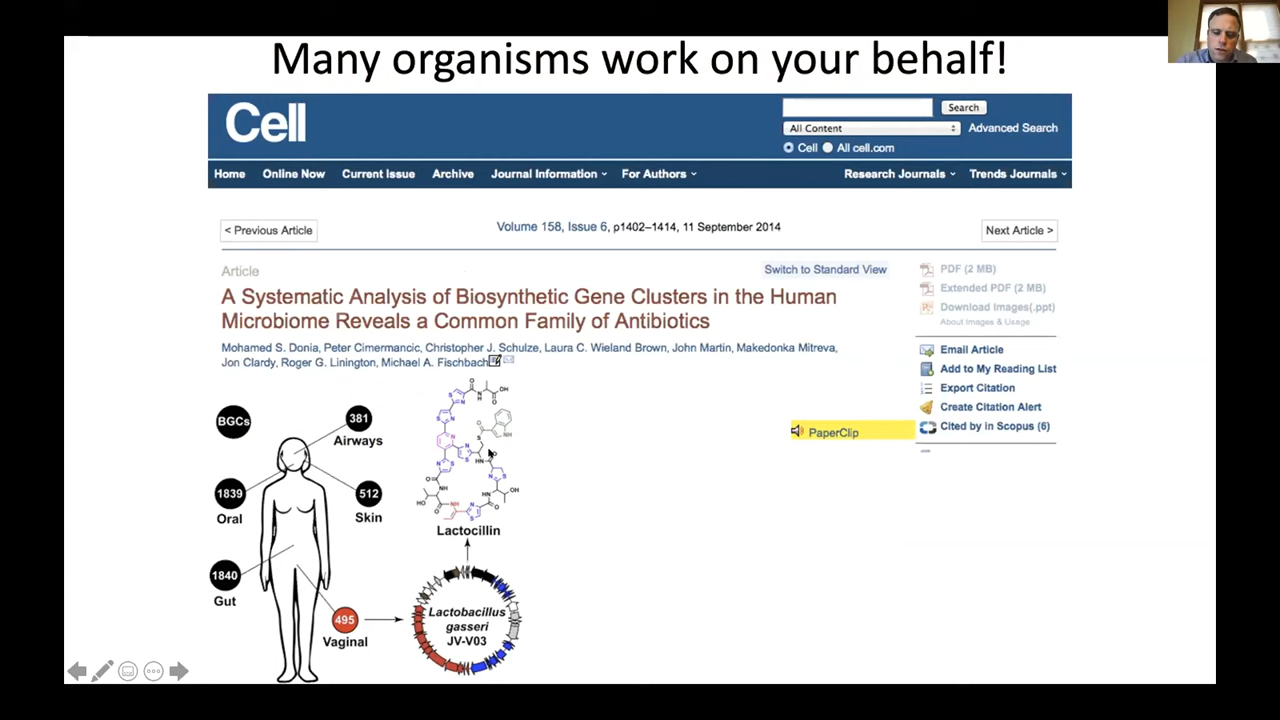 Many organisms work on your behalf!
Cell
Search
All Content
Advanced Search
Cell All cell.com
Home Online Now Current Issue Archive Journal Information For Authors Research Journals Trends Journals
< Previous Article
Volume 158, Issue 6, p1402–1414, 11 September 2014
Next Article >
Article
Switch to Standard View
A Systematic Analysis of Biosynthetic Gene Clusters in the Human
Microbiome Reveals a Common Family of Antibiotics
Mohamed S. Donia, Peter Cimermancic, Christopher J. Schulze, Laura C. Wieland Brown, John Martin, Makedonka Mitreva,
Jon Clardy, Roger G. Linington, Michael A. Fischbach
PDF (2 MB)
Extended PDF (2 MB)
Download Images(.ppt)
About Images & Usage
Email Article
Add to My Reading List
Export Citation
Create Citation Alert
Cited by in Scopus (6)
PaperClip
BGCs
381
Airways
1839
Oral
512
Skin
1840
Gut
495
Vaginal
Lactocillin
Lactobacillus
gasseri
JV-V03